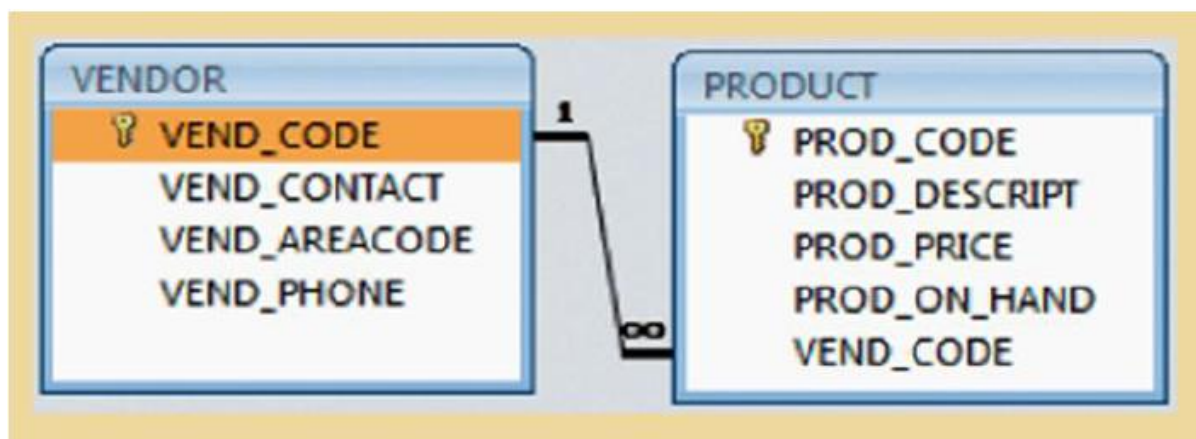 VENDOR
VEND_CODE
VEND_CONTACT
VEND_AREACODE
VEND_PHONE
1
∞
PRODUCT
PROD_CODE
PROD_DESCRIPT
PROD_PRICE
PROD_ON_HAND
VEND_CODE